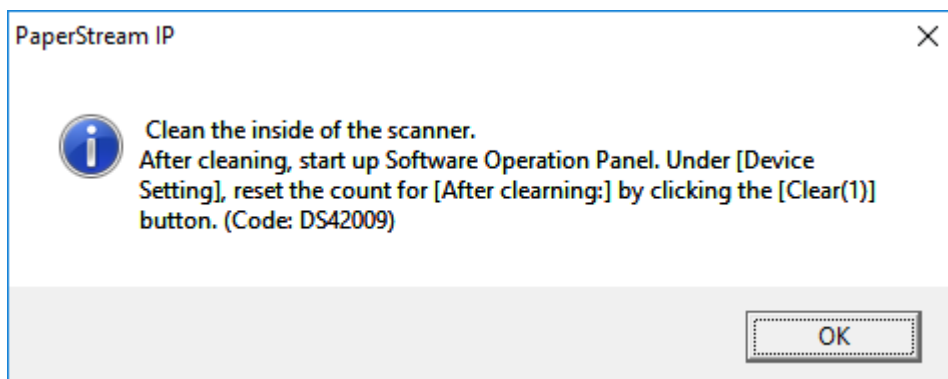 PaperStream IP
Clean the inside of the scanner.
After cleaning, start up Software Operation Panel. Under [Device
Setting], reset the count for [After clearning:] by clicking the [Clear(1)]
button. (Code: DS42009)
OK